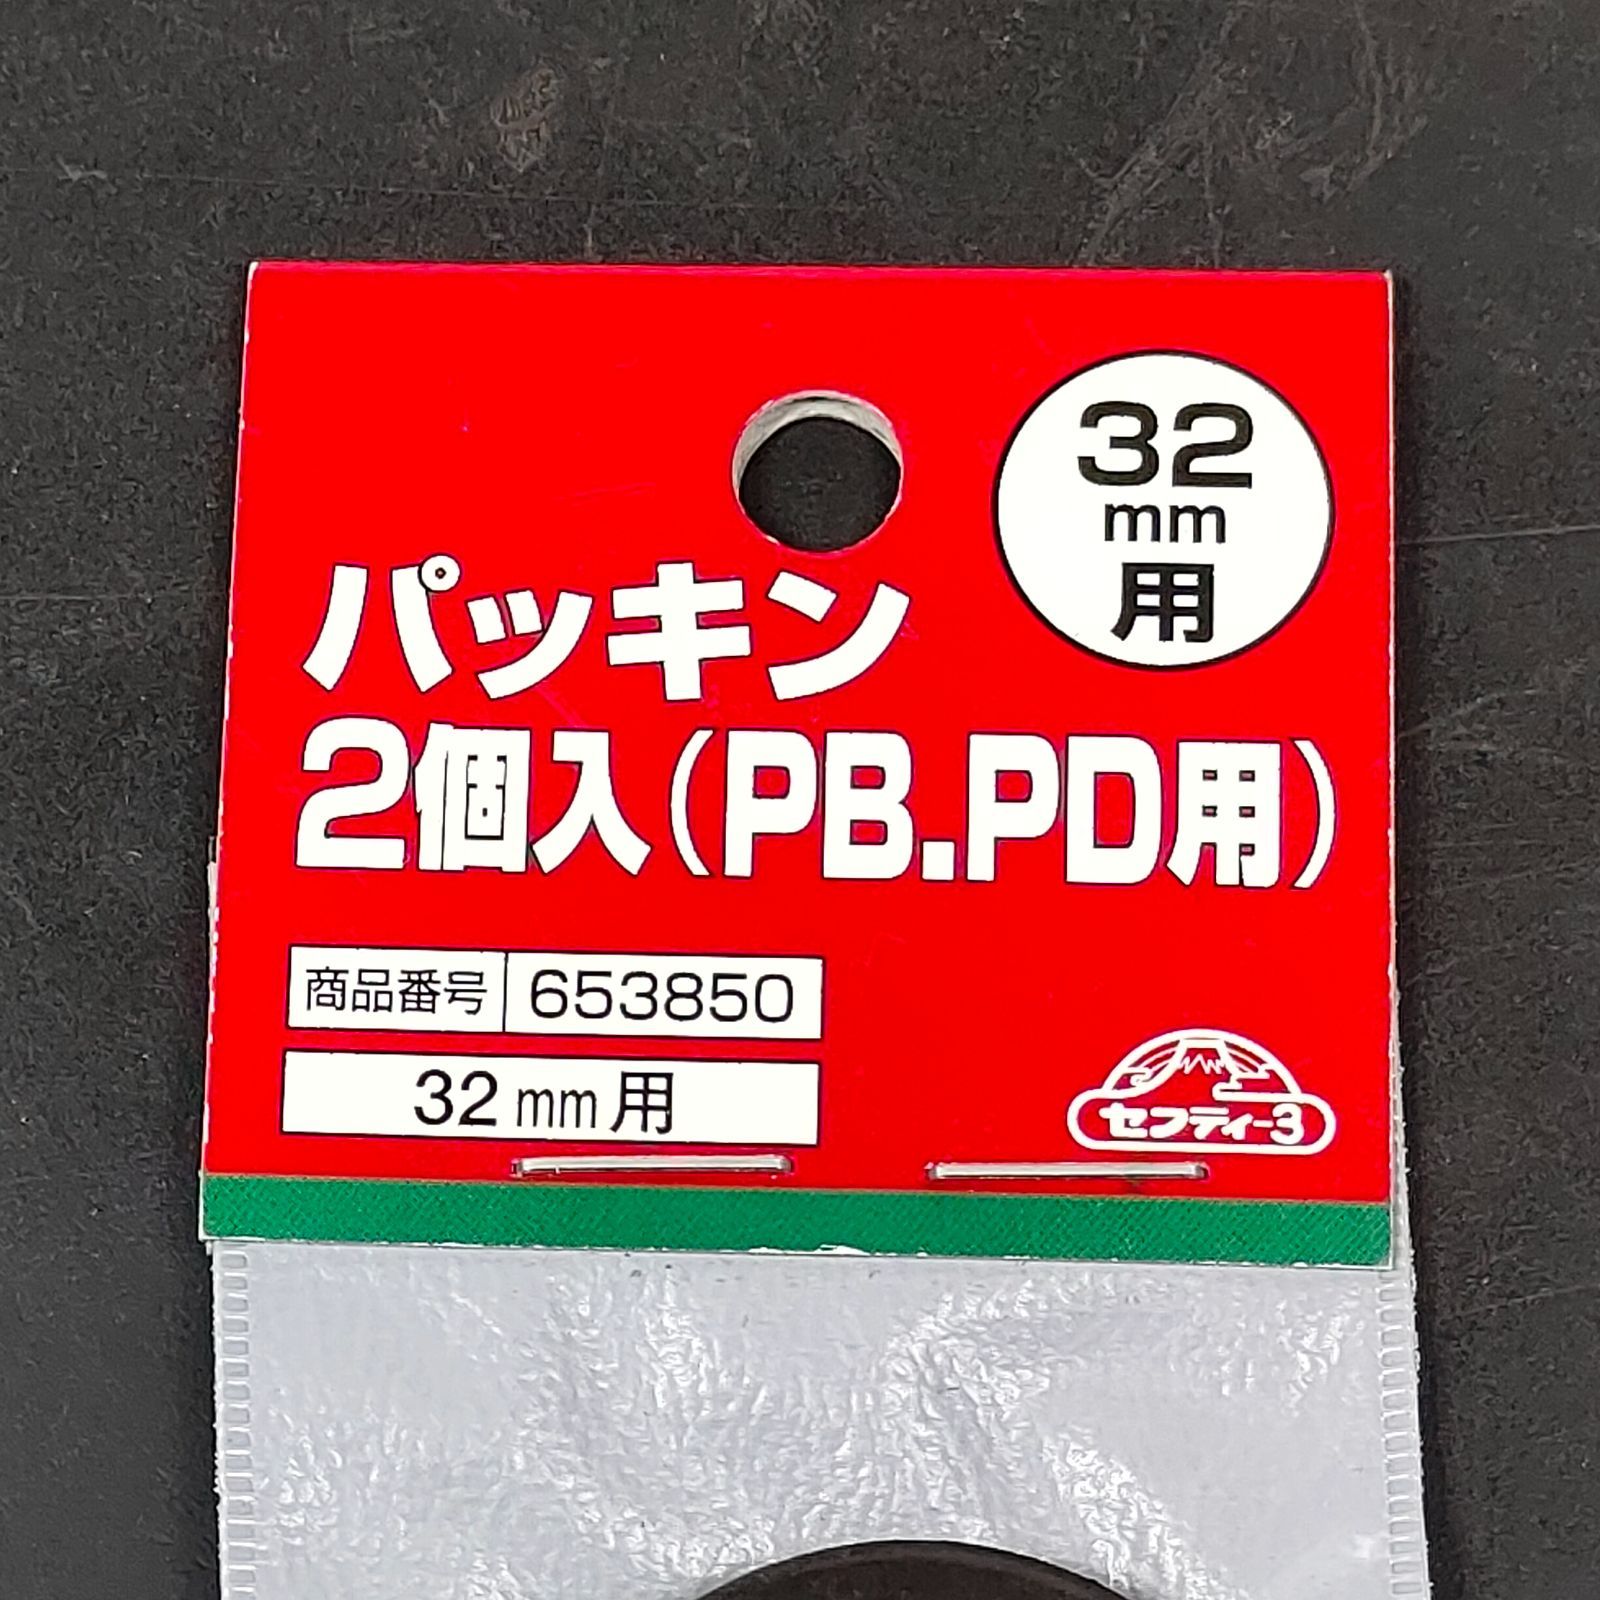 32
mm
用
パッキン
2個入(PB.PD用)
商品番号 653850
32mm用
セフティー3